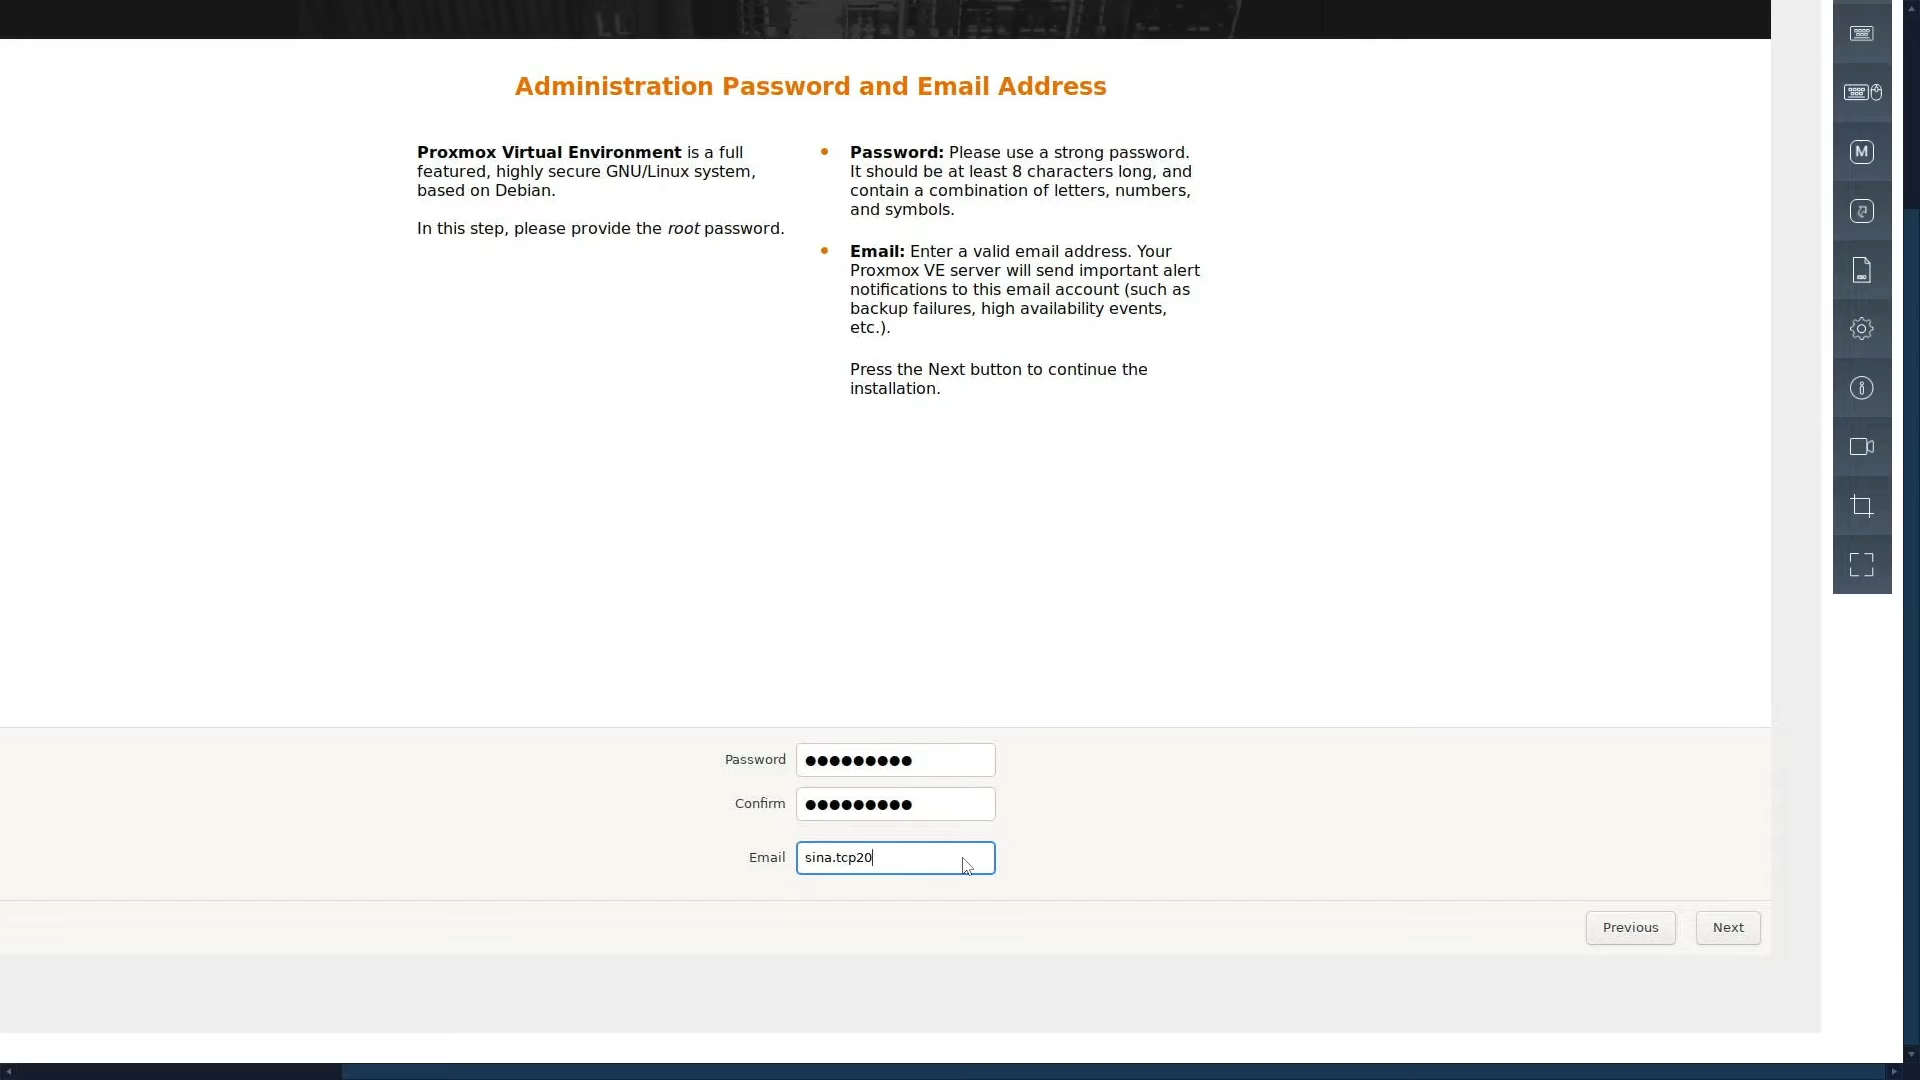 Administration Password and Email Address
Proxmox Virtual Environment is a full
featured, highly secure GNU/Linux system,
based on Debian.
In this step, please provide the root password.
Password: Please use a strong password.
It should be at least 8 characters long, and
contain a combination of letters, numbers,
and symbols.
Email: Enter a valid email address. Your
Proxmox VE server will send important alert
notifications to this email account (such as
backup failures, high availability events,
etc.).
Press the Next button to continue the
installation.
Password ●●●●●●●●●
Confirm ●●●●●●●●●
Email sina.tcp20
Previous Next
M